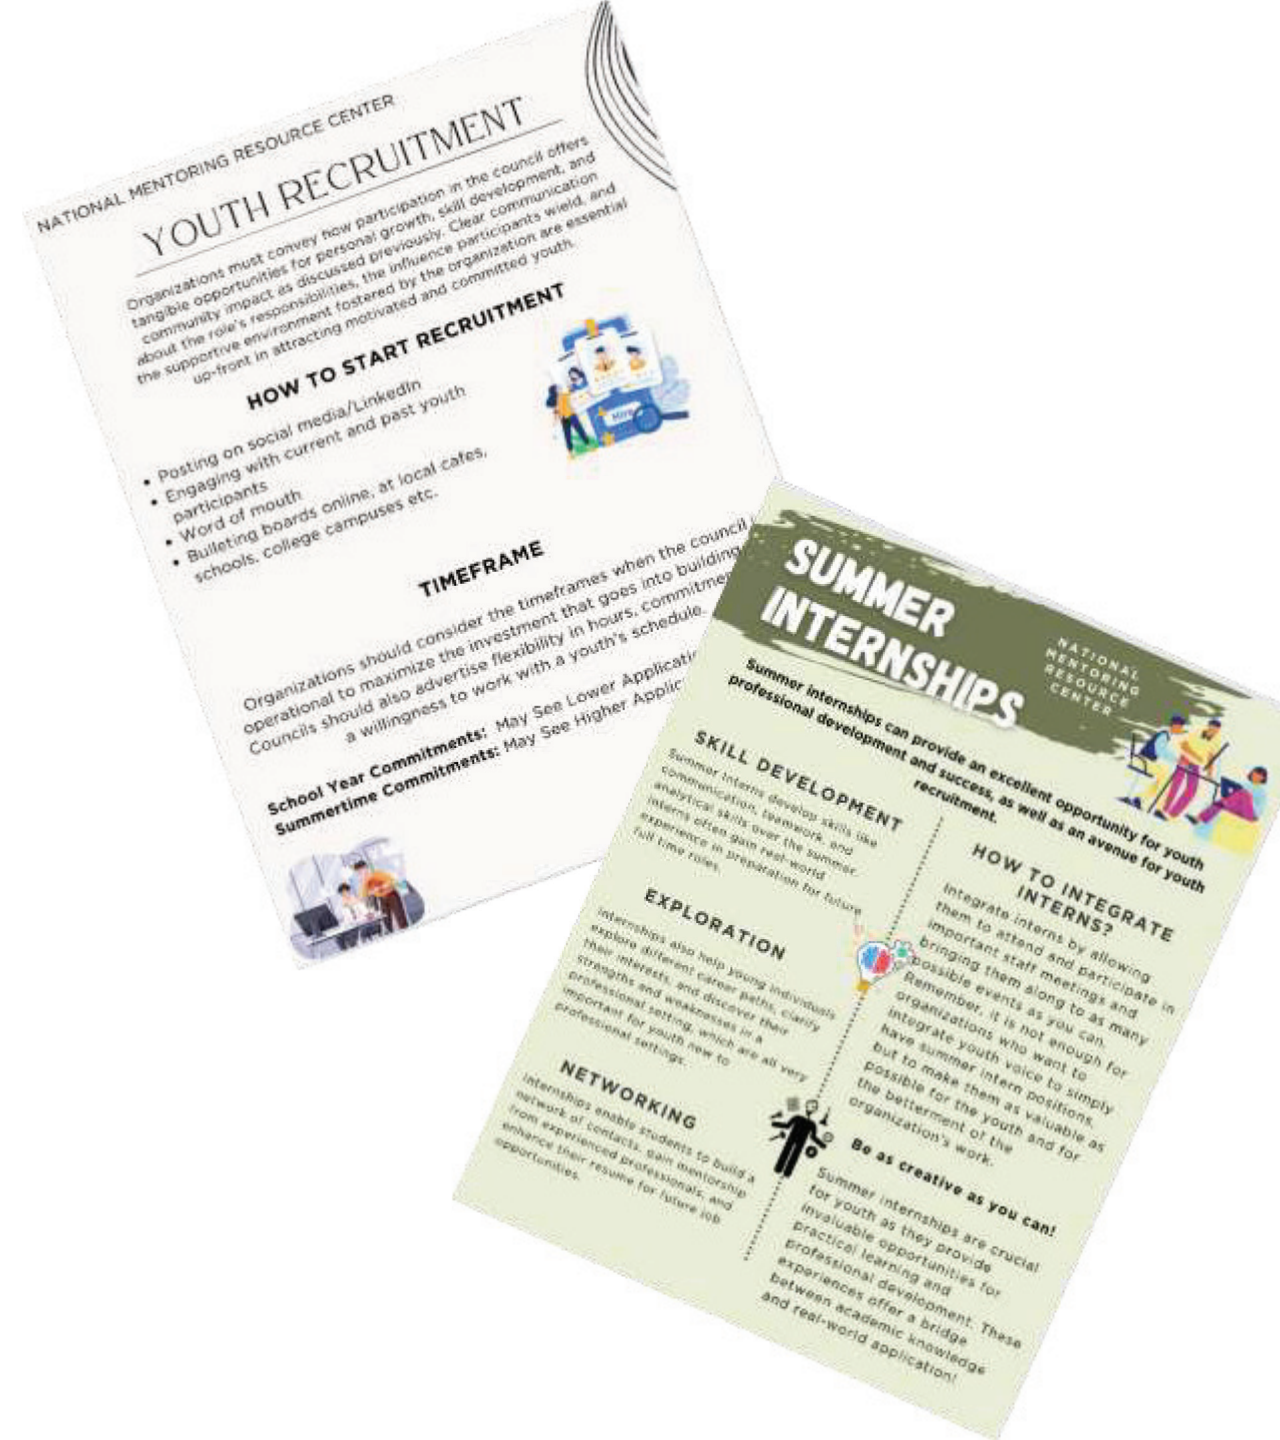 NATIONAL MENTORING RESOURCE CENTER
YOUTH RECRUITMENT
Organizations must convey how participation in the council offers
tangible opportunities for personal growth, skill development, and
community impact as discussed previously. Clear communication
about the role's responsibilities, the influence participants wield, and
the supportive environment fostered by the organization are essential
up-front in attracting motivated and committed youth.
HOW TO START RECRUITMENT
• Posting on social media/LinkedIn
• Engaging with current and past youth
participants
• Word of mouth
• Bulleting boards online, at local cafes,
schools, college campuses etc.
Hire
TIMEFRAME
Organizations should consider the timeframes when the council
operational to maximize the investment that goes into building
Councils should also advertise flexibility in hours, commitmen
a willingness to work with a youth's schedule.
School Year Commitments: May See Lower Applicati
Summertime Commitments: May See Higher Applic
SUMMER
INTERNSHIPS
NATIONAL
MENTORING
RESOURCE
CENTER
Summer internships can provide an excellent opportunity for youth
professional development and success, as well as an avenue for youth
recruitment.
SKILL DEVELOPMENT
Summer interns develop skills like
communication, teamwork, and
analytical skills over the summer.
Interns often gain real-world
experience in preparation for future
full time roles.
EXPLORATION
Internships also help young individuals
explore different career paths, clarify
their interests, and discover their
strengths and weaknesses in a
professional setting, which are all very
important for youth new to
professional settings.
NETWORKING
Internships enable students to build a
network of contacts, gain mentorship
from experienced professionals, and
enhance their resume for future job
opportunities.
HOW TO INTEGRATE
INTERNS?
Integrate interns by allowing
them to attend and participate in
important staff meetings and
bringing them along to as many
possible events as you can.
Remember, it is not enough for
organizations who want to
integrate youth voice to simply
have summer intern positions,
but to make them as valuable as
possible for the youth and for
the betterment of the
organization's work.
Be as creative as you can!
Summer internships are crucial
for youth as they provide
invaluable opportunities for
practical learning and
professional development. These
experiences offer a bridge
between academic knowledge
and real-world application!